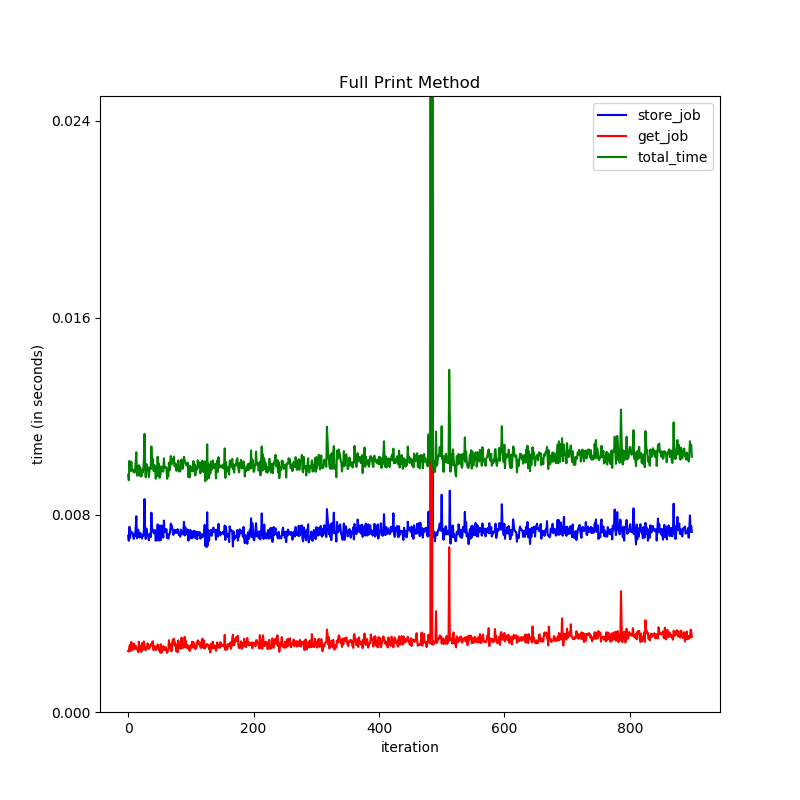 Full Print Method
store_job
get_job
total_time
time (in seconds)
0.024
0.016
0.008
0.000
0
200
400
600
800
iteration